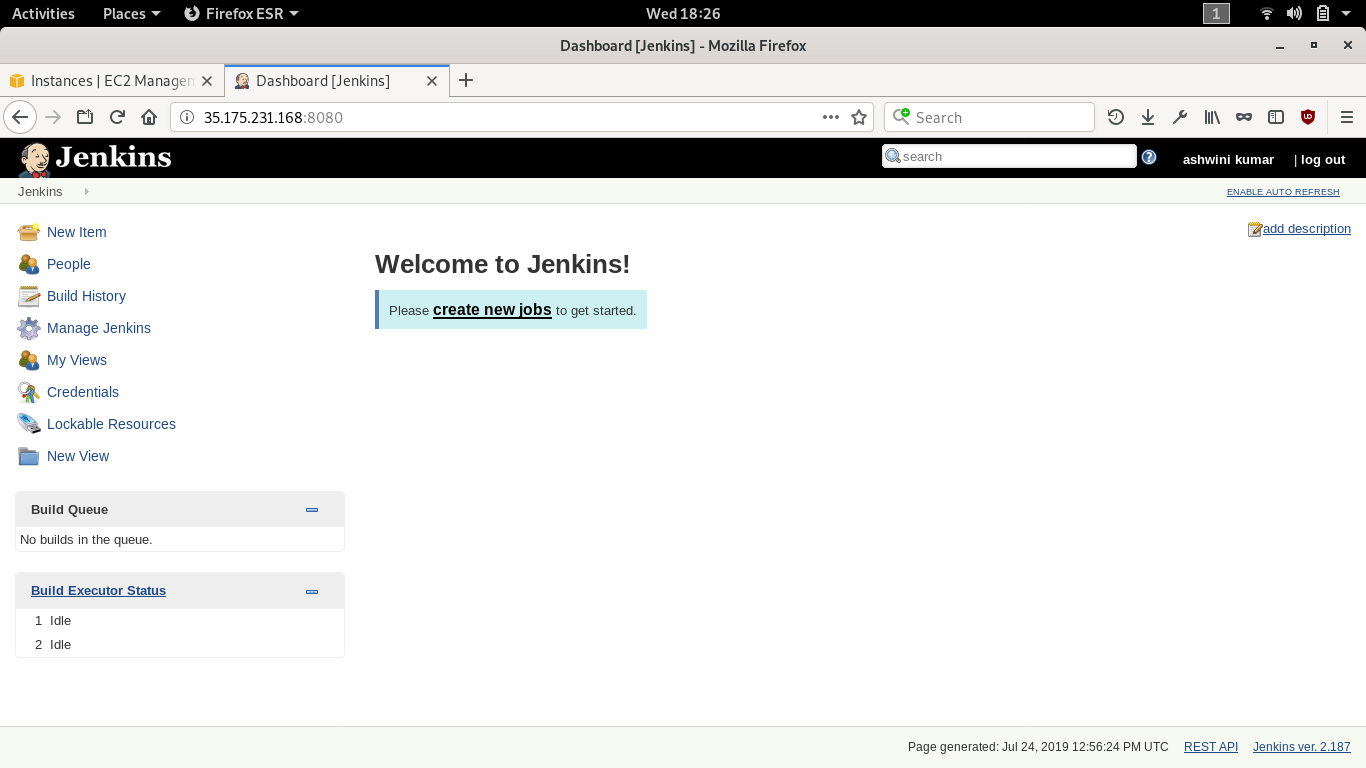 Activities Places Firefox ESR Wed 18:26 1
Dashboard [Jenkins] - Mozilla Firefox
Instances | EC2 Managem Dashboard [Jenkins]
35.175.231.168:8080 Search
Jenkins search ashwini kumar | log out
Jenkins ENABLE AUTO REFRESH
New Item add description
People
Build History
Manage Jenkins
My Views
Credentials
Lockable Resources
New View
Welcome to Jenkins!
Please create new jobs to get started.
Build Queue
No builds in the queue.
Build Executor Status
1 Idle
2 Idle
Page generated: Jul 24, 2019 12:56:24 PM UTC REST API Jenkins ver. 2.187